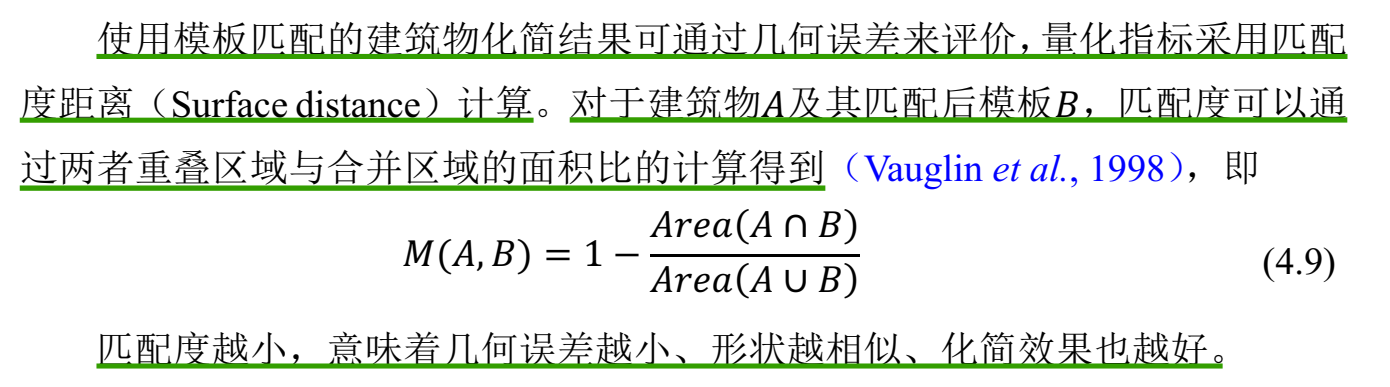 使用模板匹配的建筑物化简结果可通过几何误差来评价，量化指标采用匹配
度距离（Surface distance）计算。对于建筑物A及其匹配后模板B，匹配度可以通
过两者重叠区域与合并区域的面积比的计算得到（Vauglin et al., 1998），即
M(A, B) = 1 − Area(A ∩ B) / Area(A ∪ B) (4.9)
匹配度越小，意味着几何误差越小、形状越相似、化简效果也越好。